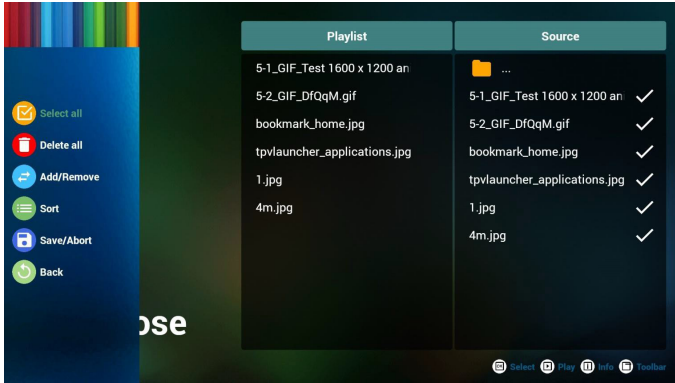 Select all
Delete all
Add/Remove
Sort
Save/Abort
Back
ose
Playlist
5-1_GIF_Test 1600 x 1200 an
5-2_GIF_DfQqM.gif
bookmark_home.jpg
tpvlauncher_applications.jpg
1.jpg
4m.jpg
Source
...
5-1_GIF_Test 1600 x 1200 an
5-2_GIF_DfQqM.gif
bookmark_home.jpg
tpvlauncher_applications.jpg
1.jpg
4m.jpg
Select Play Info Toolbar